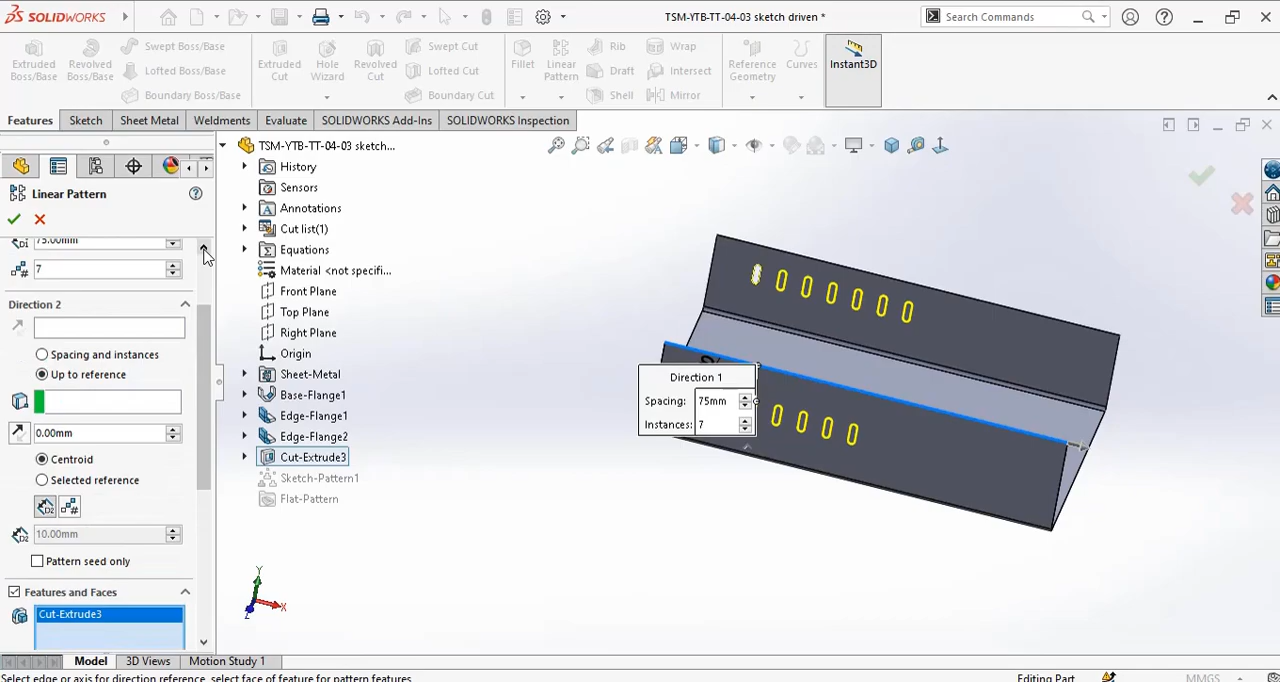 SOLIDWORKS
TSM-YTB-TT-04-03 sketch driven *
Search Commands
Extruded Boss/Base
Revolved Boss/Base
Swept Boss/Base
Lofted Boss/Base
Boundary Boss/Base
Extruded Cut
Hole Wizard
Revolved Cut
Swept Cut
Lofted Cut
Boundary Cut
Fillet
Linear Pattern
Rib
Draft
Shell
Wrap
Intersect
Mirror
Reference Geometry
Curves
Instant3D
Features
Sketch
Sheet Metal
Weldments
Evaluate
SOLIDWORKS Add-Ins
SOLIDWORKS Inspection
Linear Pattern
75.00mm
7
Direction 2
Spacing and instances
Up to reference
0.00mm
Centroid
Selected reference
10.00mm
Pattern seed only
Features and Faces
Cut-Extrude3
TSM-YTB-TT-04-03 sketch...
History
Sensors
Annotations
Cut list(1)
Equations
Material <not specifi...
Front Plane
Top Plane
Right Plane
Origin
Sheet-Metal
Base-Flange1
Edge-Flange1
Edge-Flange2
Cut-Extrude3
Sketch-Pattern1
Flat-Pattern
Direction 1
Spacing: 75mm
Instances: 7
Y
X
Z
Model
3D Views
Motion Study 1
Select edge or axis for direction reference, select face of feature for pattern features
Editing Part
MMGS